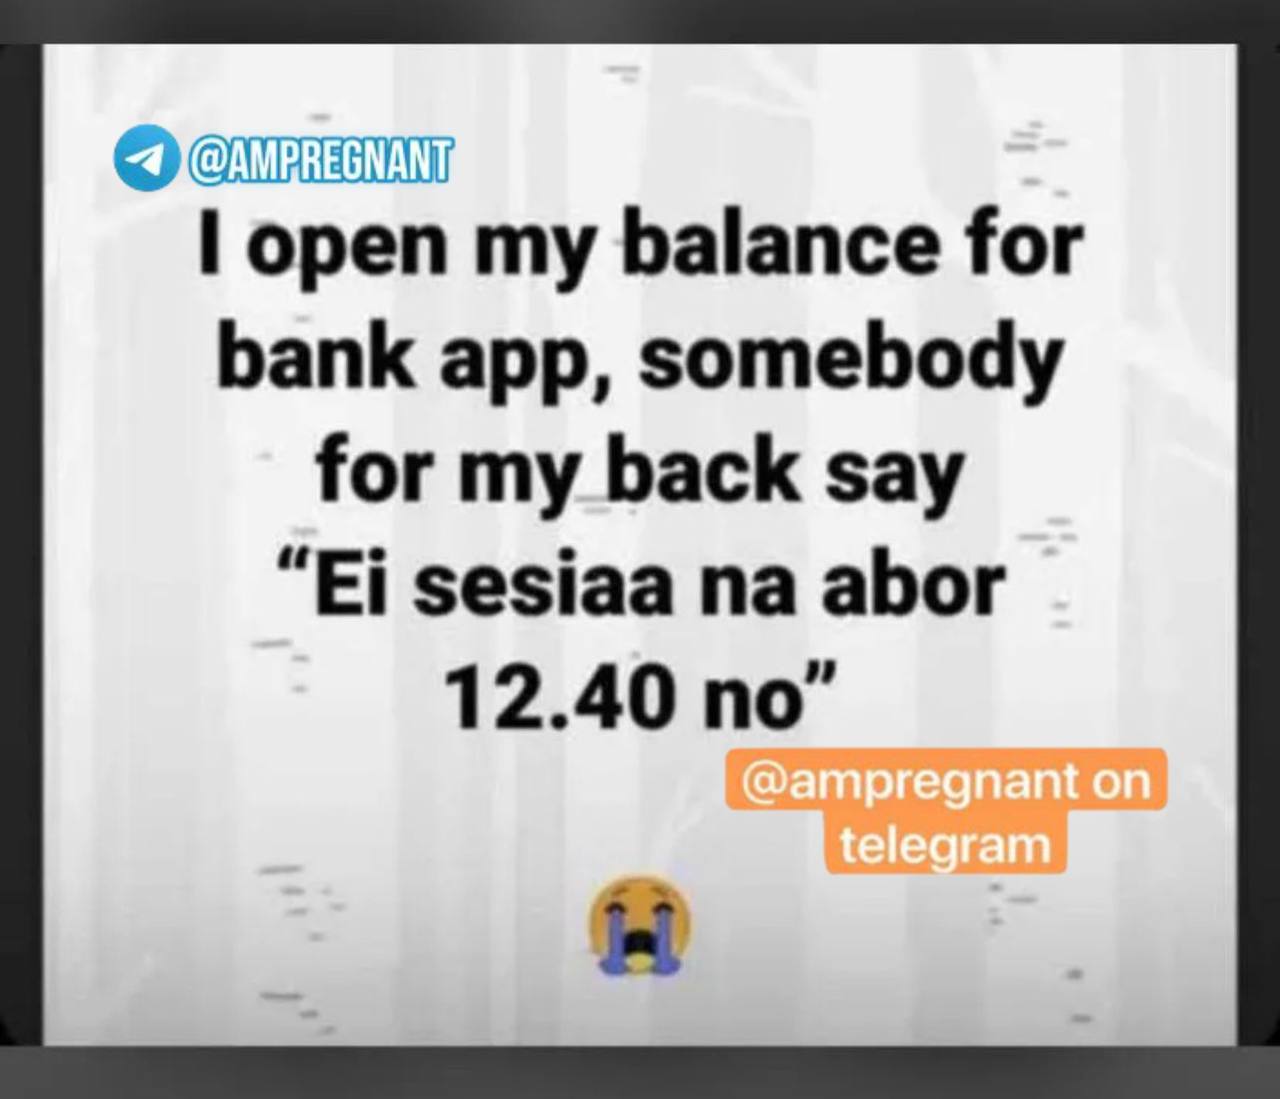 @AMPREGNANT
I open my balance for
bank app, somebody
for my back say
“Ei sesiaa na abor
12.40 no”
@ampregnant on
telegram